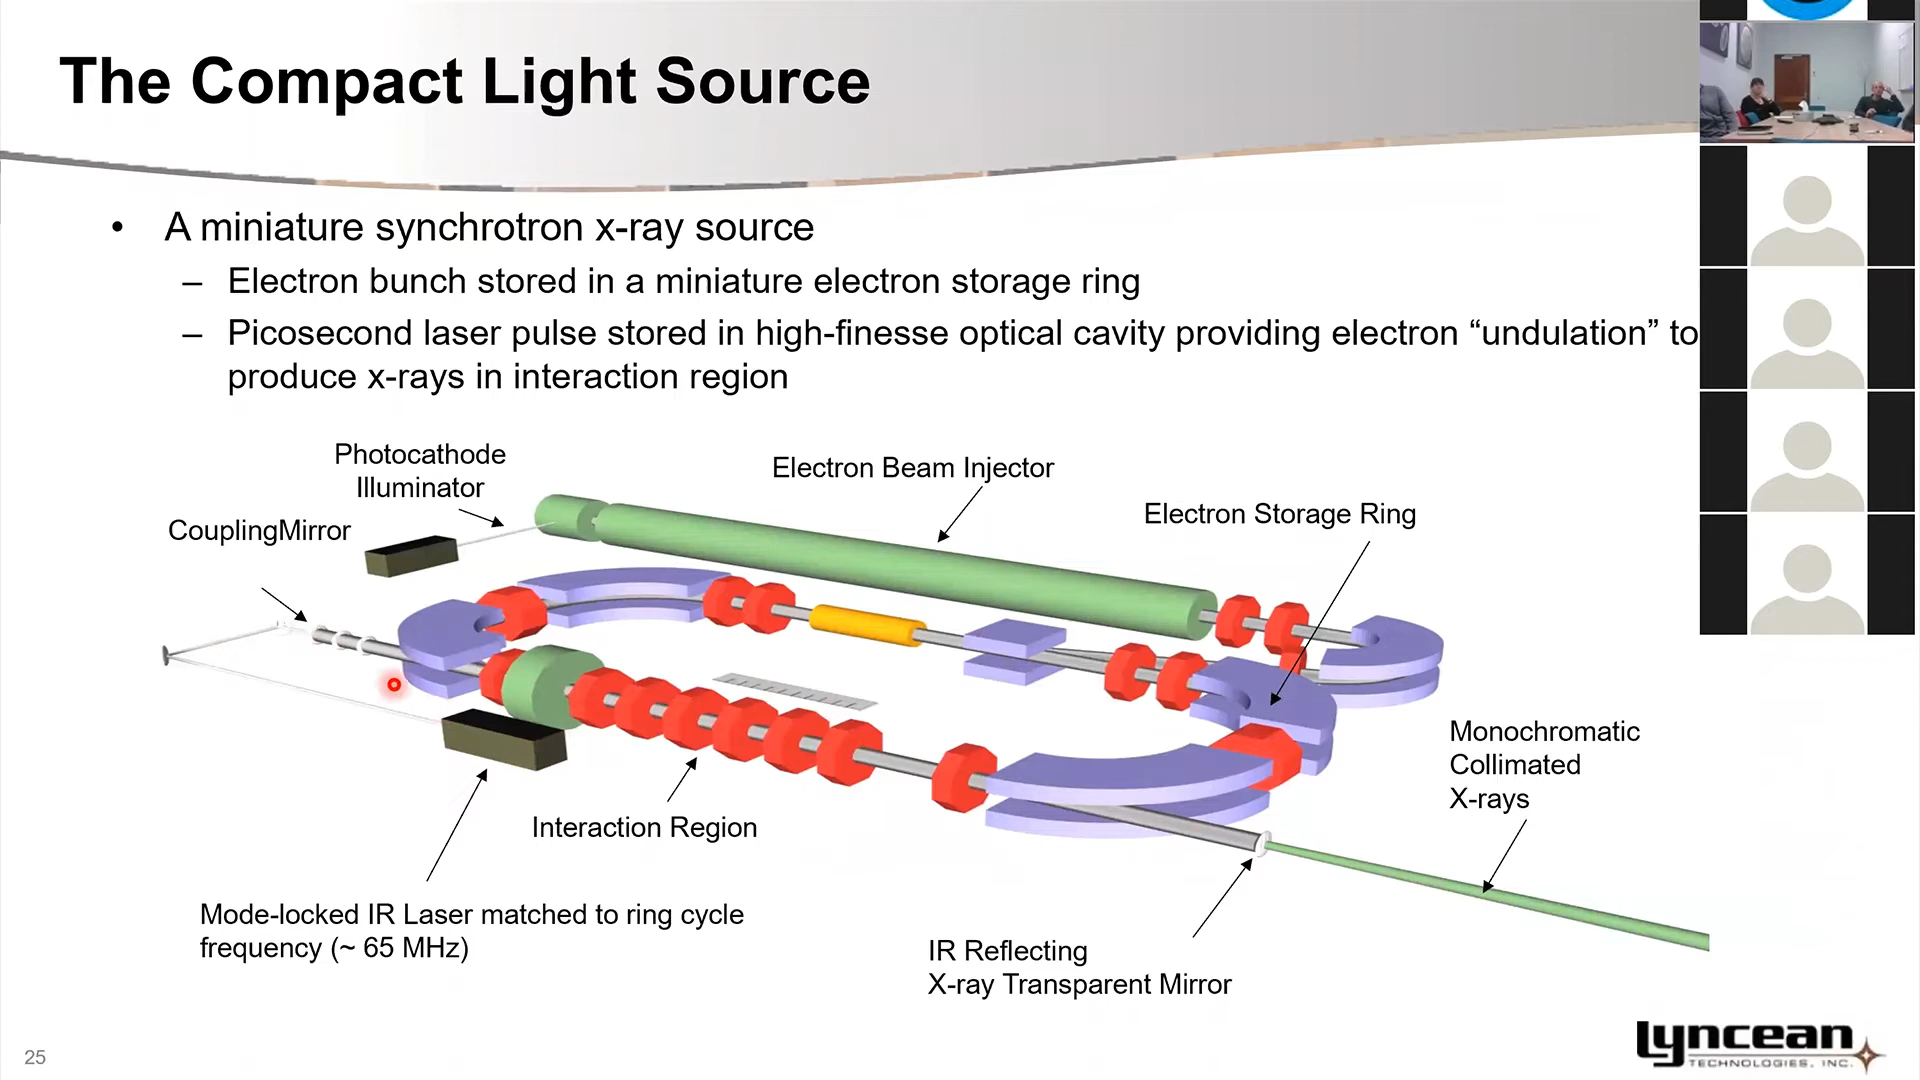 The Compact Light Source
• A miniature synchrotron x-ray source
– Electron bunch stored in a miniature electron storage ring
– Picosecond laser pulse stored in high-finesse optical cavity providing electron “undulation” to
produce x-rays in interaction region
Photocathode
Illuminator
Electron Beam Injector
Electron Storage Ring
CouplingMirror
Monochromatic
Collimated
X-rays
Interaction Region
Mode-locked IR Laser matched to ring cycle
frequency (~ 65 MHz)
IR Reflecting
X-ray Transparent Mirror
25
Lyncean
TECHNOLOGIES, INC.